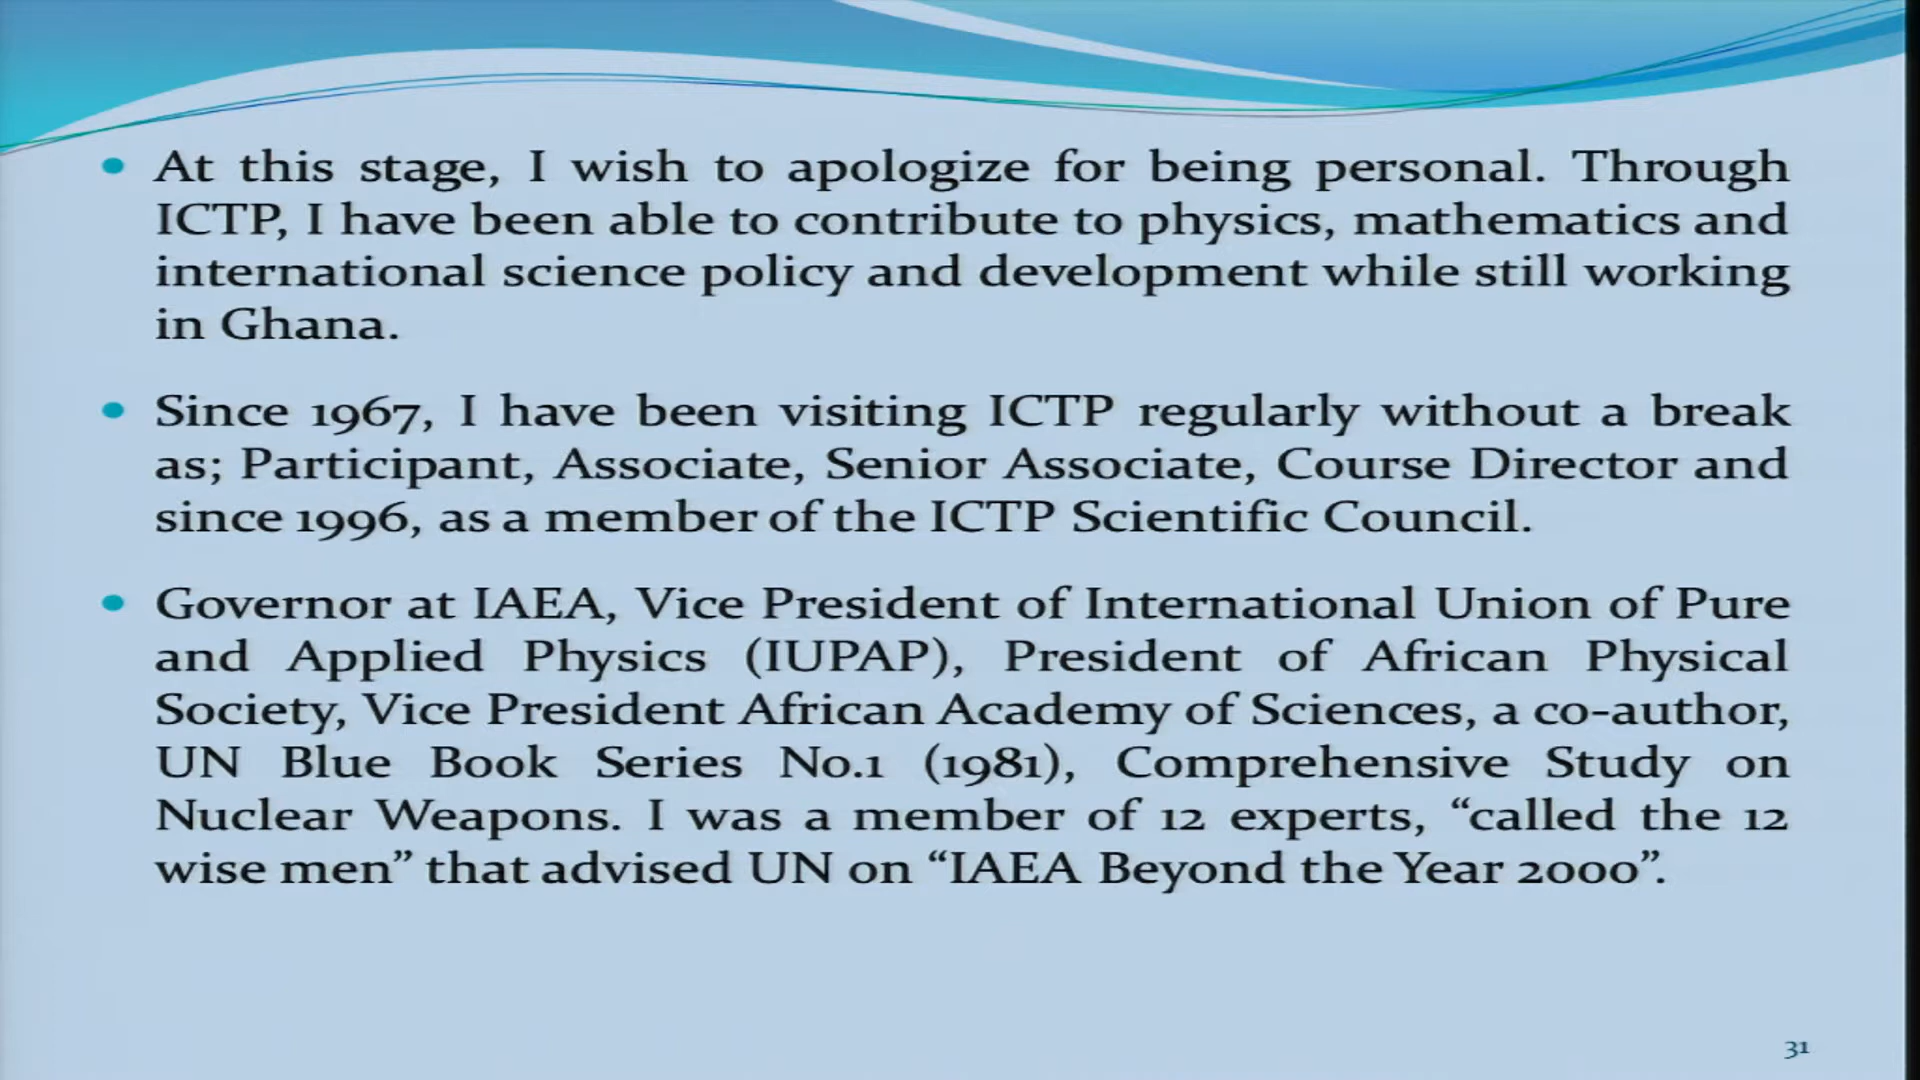 • At this stage, I wish to apologize for being personal. Through
ICTP, I have been able to contribute to physics, mathematics and
international science policy and development while still working
in Ghana.
• Since 1967, I have been visiting ICTP regularly without a break
as; Participant, Associate, Senior Associate, Course Director and
since 1996, as a member of the ICTP Scientific Council.
• Governor at IAEA, Vice President of International Union of Pure
and Applied Physics (IUPAP), President of African Physical
Society, Vice President African Academy of Sciences, a co-author,
UN Blue Book Series No.1 (1981), Comprehensive Study on
Nuclear Weapons. I was a member of 12 experts, “called the 12
wise men” that advised UN on “IAEA Beyond the Year 2000”.
31